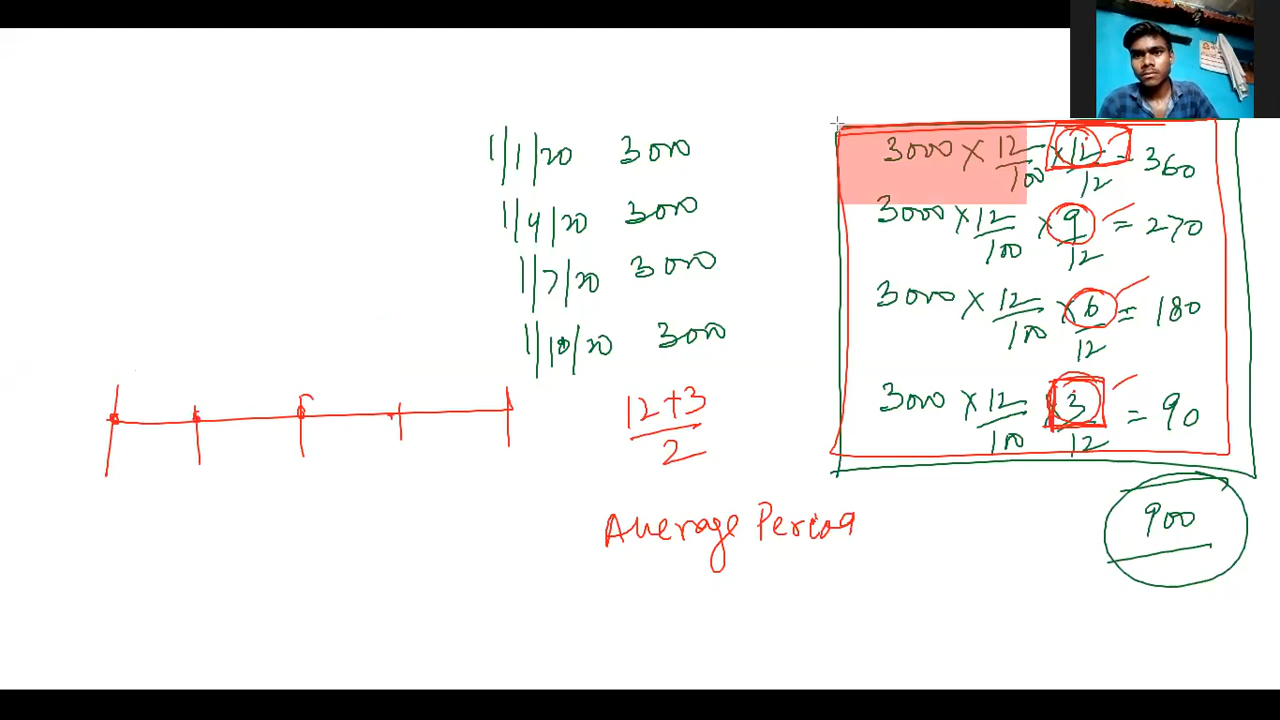 1/1/20 3000
1/4/20 3000
1/7/20 3000
1/10/20 3000
12+3
2
Average Period
3000 × 12/100 × 12/12 = 360
3000 × 12/100 × 9/12 = 270
3000 × 12/100 × 6/12 = 180
3000 × 12/100 × 3/12 = 90
900